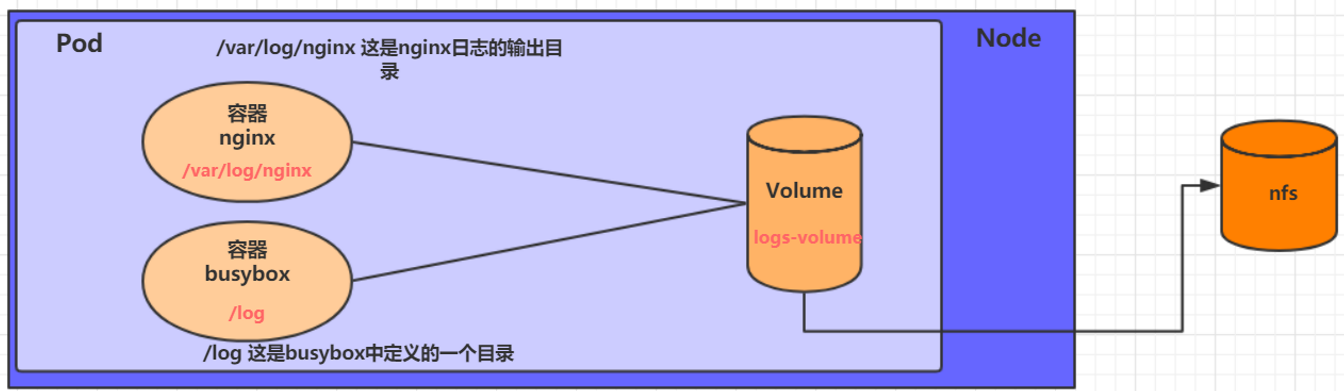 Pod
/var/log/nginx 这是nginx日志的输出目
录
Node
容器
nginx
/var/log/nginx
Volume
logs-volume
nfs
容器
busybox
/log
/log 这是busybox中定义的一个目录